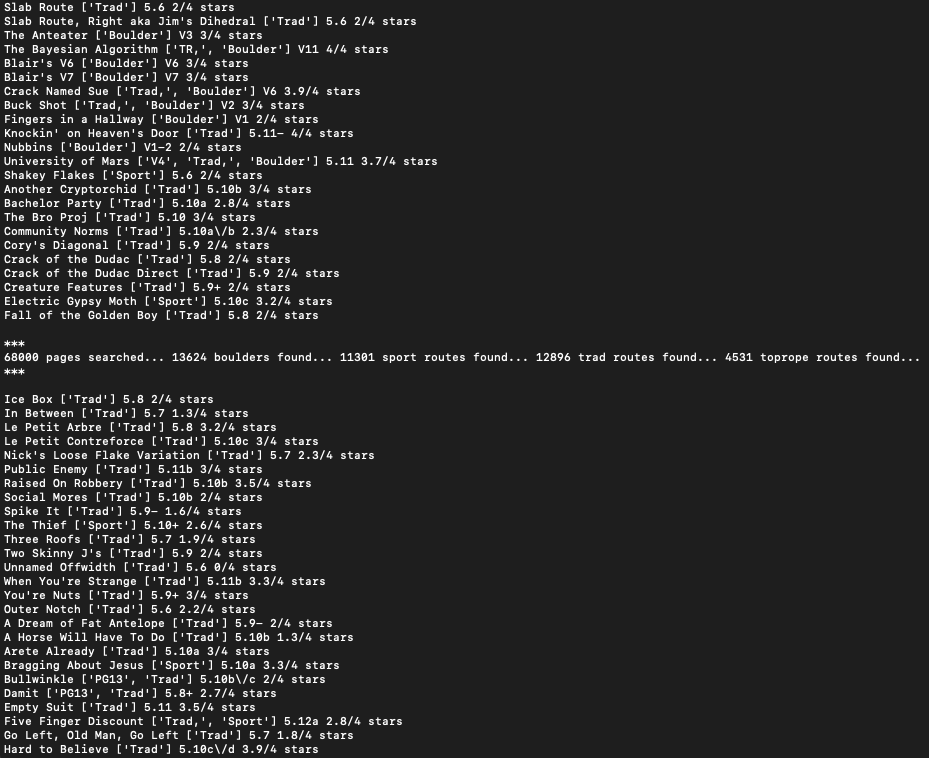 Slab Route ['Trad'] 5.6 2/4 stars
Slab Route, Right aka Jim's Dihedral ['Trad'] 5.6 2/4 stars
The Anteater ['Boulder'] V3 3/4 stars
The Bayesian Algorithm ['TR,', 'Boulder'] V11 4/4 stars
Blair's V6 ['Boulder'] V6 3/4 stars
Blair's V7 ['Boulder'] V7 3/4 stars
Crack Named Sue ['Trad,', 'Boulder'] V6 3.9/4 stars
Buck Shot ['Trad,', 'Boulder'] V2 3/4 stars
Fingers in a Hallway ['Boulder'] V1 2/4 stars
Knockin' on Heaven's Door ['Trad'] 5.11- 4/4 stars
Nubbins ['Boulder'] V1-2 2/4 stars
University of Mars ['V4', 'Trad,', 'Boulder'] 5.11 3.7/4 stars
Shakey Flakes ['Sport'] 5.6 2/4 stars
Another Cryptorchid ['Trad'] 5.10b 3/4 stars
Bachelor Party ['Trad'] 5.10a 2.8/4 stars
The Bro Proj ['Trad'] 5.10 3/4 stars
Community Norms ['Trad'] 5.10a\/b 2.3/4 stars
Cory's Diagonal ['Trad'] 5.9 2/4 stars
Crack of the Dudac ['Trad'] 5.8 2/4 stars
Crack of the Dudac Direct ['Trad'] 5.9 2/4 stars
Creature Features ['Trad'] 5.9+ 2/4 stars
Electric Gypsy Moth ['Sport'] 5.10c 3.2/4 stars
Fall of the Golden Boy ['Trad'] 5.8 2/4 stars
***
68000 pages searched... 13624 boulders found... 11301 sport routes found... 12896 trad routes found... 4531 toprope routes found...
***
Ice Box ['Trad'] 5.8 2/4 stars
In Between ['Trad'] 5.7 1.3/4 stars
Le Petit Arbre ['Trad'] 5.8 3.2/4 stars
Le Petit Contreforce ['Trad'] 5.10c 3/4 stars
Nick's Loose Flake Variation ['Trad'] 5.7 2.3/4 stars
Public Enemy ['Trad'] 5.11b 3/4 stars
Raised On Robbery ['Trad'] 5.10b 3.5/4 stars
Social Mores ['Trad'] 5.10b 2/4 stars
Spike It ['Trad'] 5.9- 1.6/4 stars
The Thief ['Sport'] 5.10+ 2.6/4 stars
Three Roofs ['Trad'] 5.7 1.9/4 stars
Two Skinny J's ['Trad'] 5.9 2/4 stars
Unnamed Offwidth ['Trad'] 5.6 0/4 stars
When You're Strange ['Trad'] 5.11b 3.3/4 stars
You're Nuts ['Trad'] 5.9+ 3/4 stars
Outer Notch ['Trad'] 5.6 2.2/4 stars
A Dream of Fat Antelope ['Trad'] 5.9- 2/4 stars
A Horse Will Have To Do ['Trad'] 5.10b 1.3/4 stars
Arete Already ['Trad'] 5.10a 3/4 stars
Bragging About Jesus ['Sport'] 5.10a 3.3/4 stars
Bullwinkle ['PG13', 'Trad'] 5.10b\/c 2/4 stars
Damit ['PG13', 'Trad'] 5.8+ 2.7/4 stars
Empty Suit ['Trad'] 5.11 3.5/4 stars
Five Finger Discount ['Trad,', 'Sport'] 5.12a 2.8/4 stars
Go Left, Old Man, Go Left ['Trad'] 5.7 1.8/4 stars
Hard to Believe ['Trad'] 5.10c\/d 3.9/4 stars